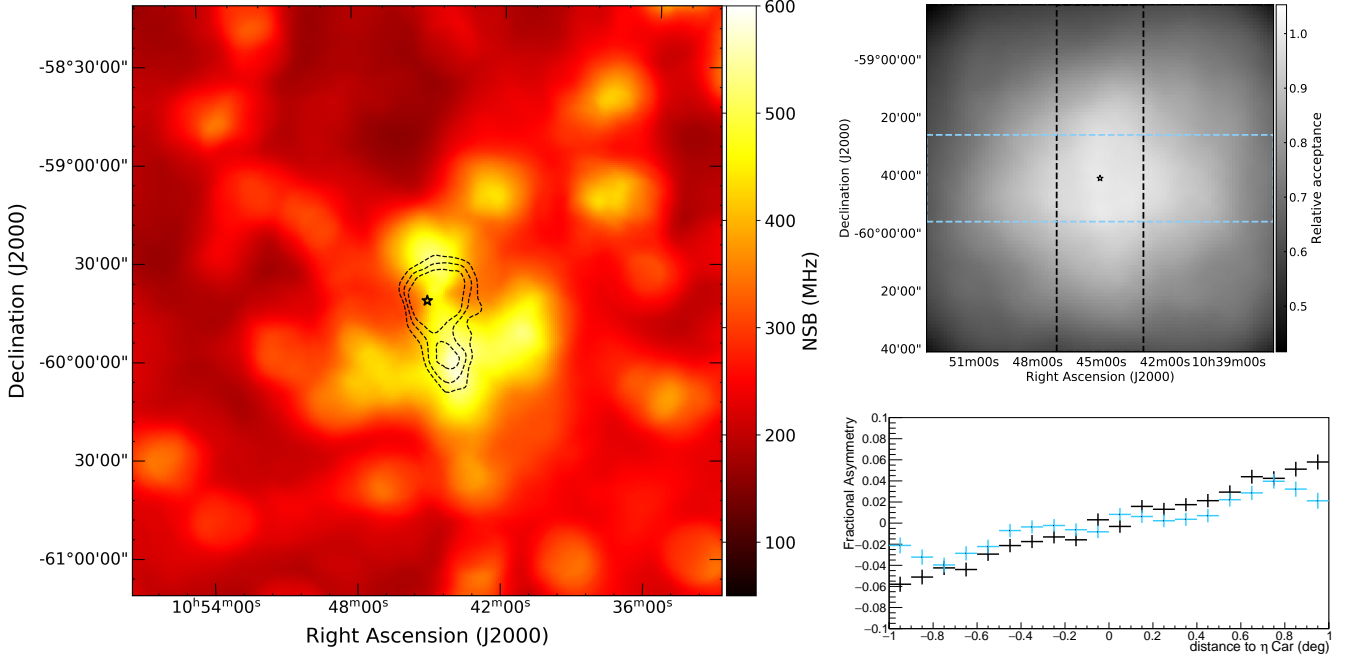 -58°30'00"
-59°00'00"
30'00"
-60°00'00"
30'00"
-61°00'00"
Declination (J2000)
10ʰ54ᵐ00ˢ
48ᵐ00ˢ
42ᵐ00ˢ
36ᵐ00ˢ
Right Ascension (J2000)
600
500
400
300
200
100
NSB (MHz)
-59°00'00"
20'00"
40'00"
-60°00'00"
20'00"
40'00"
Declination (J2000)
51m00s
48m00s
45m00s
42m00s
10h39m00s
Right Ascension (J2000)
1.0
0.9
0.8
0.7
0.6
0.5
Relative acceptance
0.1
0.08
0.06
0.04
0.02
0
−0.02
−0.04
−0.06
−0.08
−0.1
Fractional Asymmetry
−1
−0.8
−0.6
−0.4
−0.2
0
0.2
0.4
0.6
0.8
1
distance to η Car (deg)